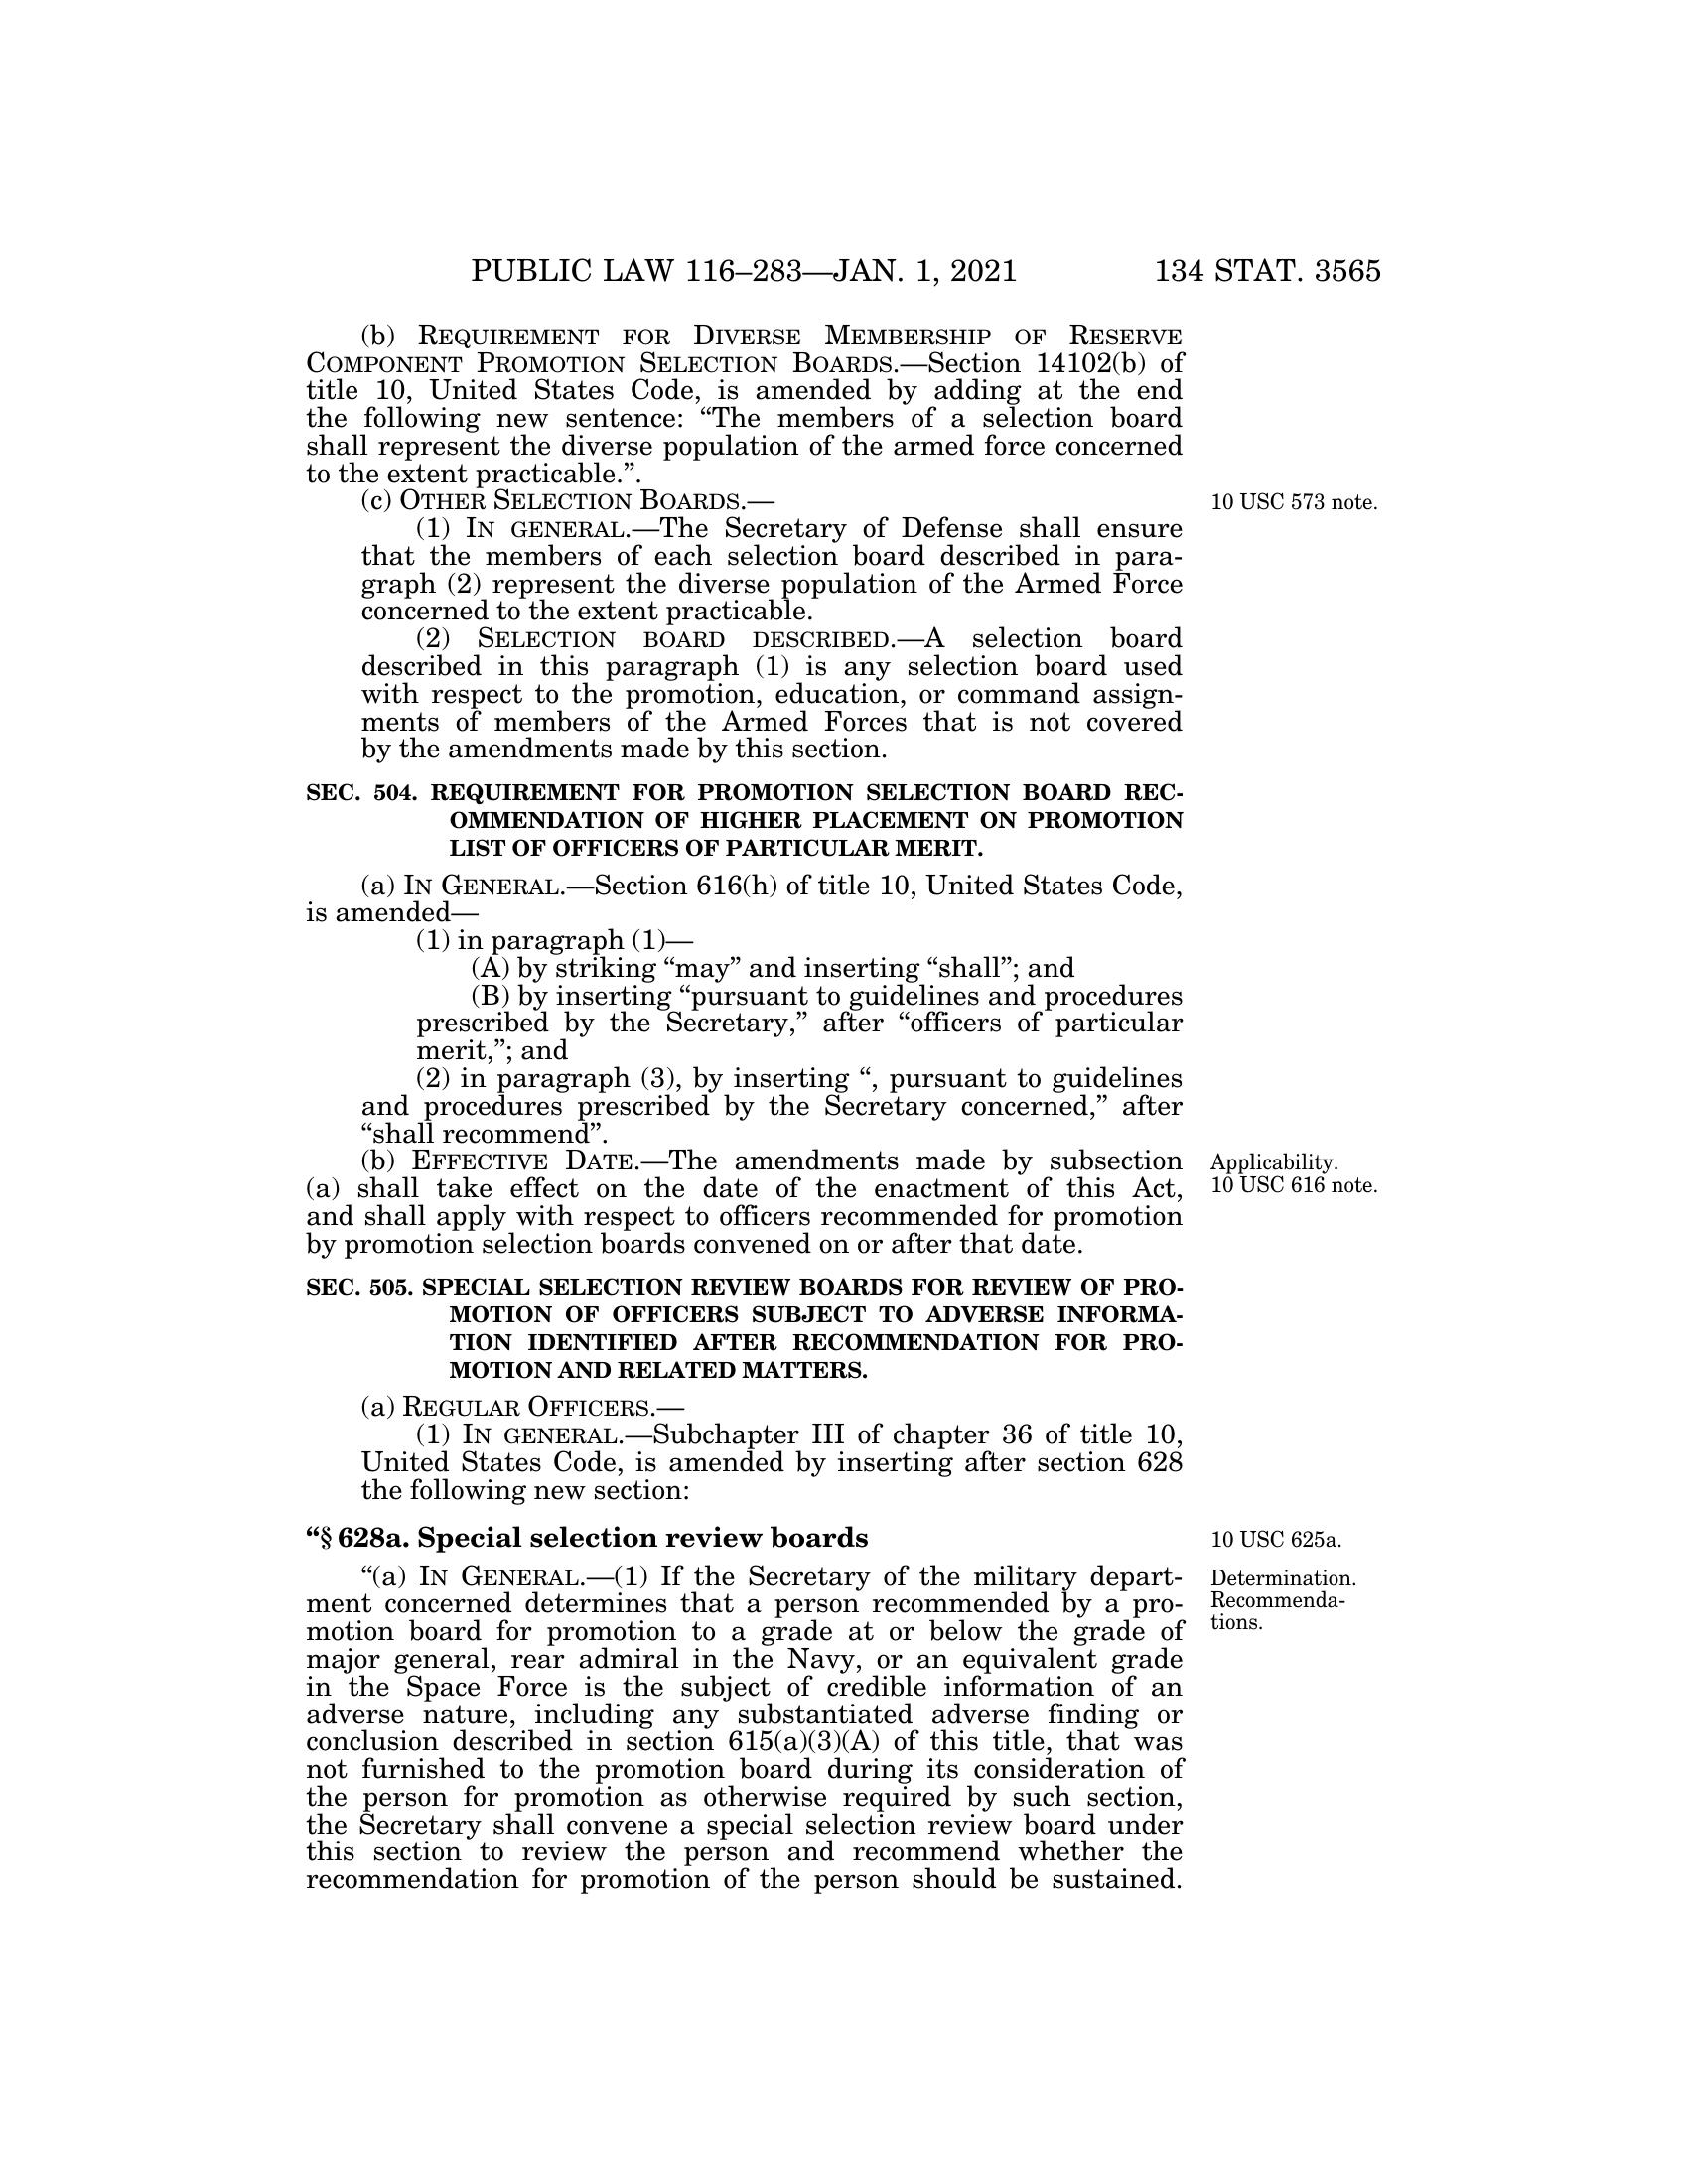 PUBLIC LAW 116–283—JAN. 1, 2021 134 STAT. 3565
(b) REQUIREMENT FOR DIVERSE MEMBERSHIP OF RESERVE
COMPONENT PROMOTION SELECTION BOARDS.—Section 14102(b) of
title 10, United States Code, is amended by adding at the end
the following new sentence: “The members of a selection board
shall represent the diverse population of the armed force concerned
to the extent practicable.”.
(c) OTHER SELECTION BOARDS.—
10 USC 573 note.
(1) IN GENERAL.—The Secretary of Defense shall ensure
that the members of each selection board described in para-
graph (2) represent the diverse population of the Armed Force
concerned to the extent practicable.
(2) SELECTION BOARD DESCRIBED.—A selection board
described in this paragraph (1) is any selection board used
with respect to the promotion, education, or command assign-
ments of members of the Armed Forces that is not covered
by the amendments made by this section.
SEC. 504. REQUIREMENT FOR PROMOTION SELECTION BOARD REC-
OMMENDATION OF HIGHER PLACEMENT ON PROMOTION
LIST OF OFFICERS OF PARTICULAR MERIT.
(a) IN GENERAL.—Section 616(h) of title 10, United States Code,
is amended—
(1) in paragraph (1)—
(A) by striking “may” and inserting “shall”; and
(B) by inserting “pursuant to guidelines and procedures
prescribed by the Secretary,” after “officers of particular
merit,”; and
(2) in paragraph (3), by inserting “, pursuant to guidelines
and procedures prescribed by the Secretary concerned,” after
“shall recommend”.
(b) EFFECTIVE DATE.—The amendments made by subsection
(a) shall take effect on the date of the enactment of this Act,
and shall apply with respect to officers recommended for promotion
by promotion selection boards convened on or after that date.
Applicability.
10 USC 616 note.
SEC. 505. SPECIAL SELECTION REVIEW BOARDS FOR REVIEW OF PRO-
MOTION OF OFFICERS SUBJECT TO ADVERSE INFORMA-
TION IDENTIFIED AFTER RECOMMENDATION FOR PRO-
MOTION AND RELATED MATTERS.
(a) REGULAR OFFICERS.—
(1) IN GENERAL.—Subchapter III of chapter 36 of title 10,
United States Code, is amended by inserting after section 628
the following new section:
“§ 628a. Special selection review boards
10 USC 625a.
“(a) IN GENERAL.—(1) If the Secretary of the military depart-
ment concerned determines that a person recommended by a pro-
motion board for promotion to a grade at or below the grade of
major general, rear admiral in the Navy, or an equivalent grade
in the Space Force is the subject of credible information of an
adverse nature, including any substantiated adverse finding or
conclusion described in section 615(a)(3)(A) of this title, that was
not furnished to the promotion board during its consideration of
the person for promotion as otherwise required by such section,
the Secretary shall convene a special selection review board under
this section to review the person and recommend whether the
recommendation for promotion of the person should be sustained.
Determination.
Recommenda-
tions.